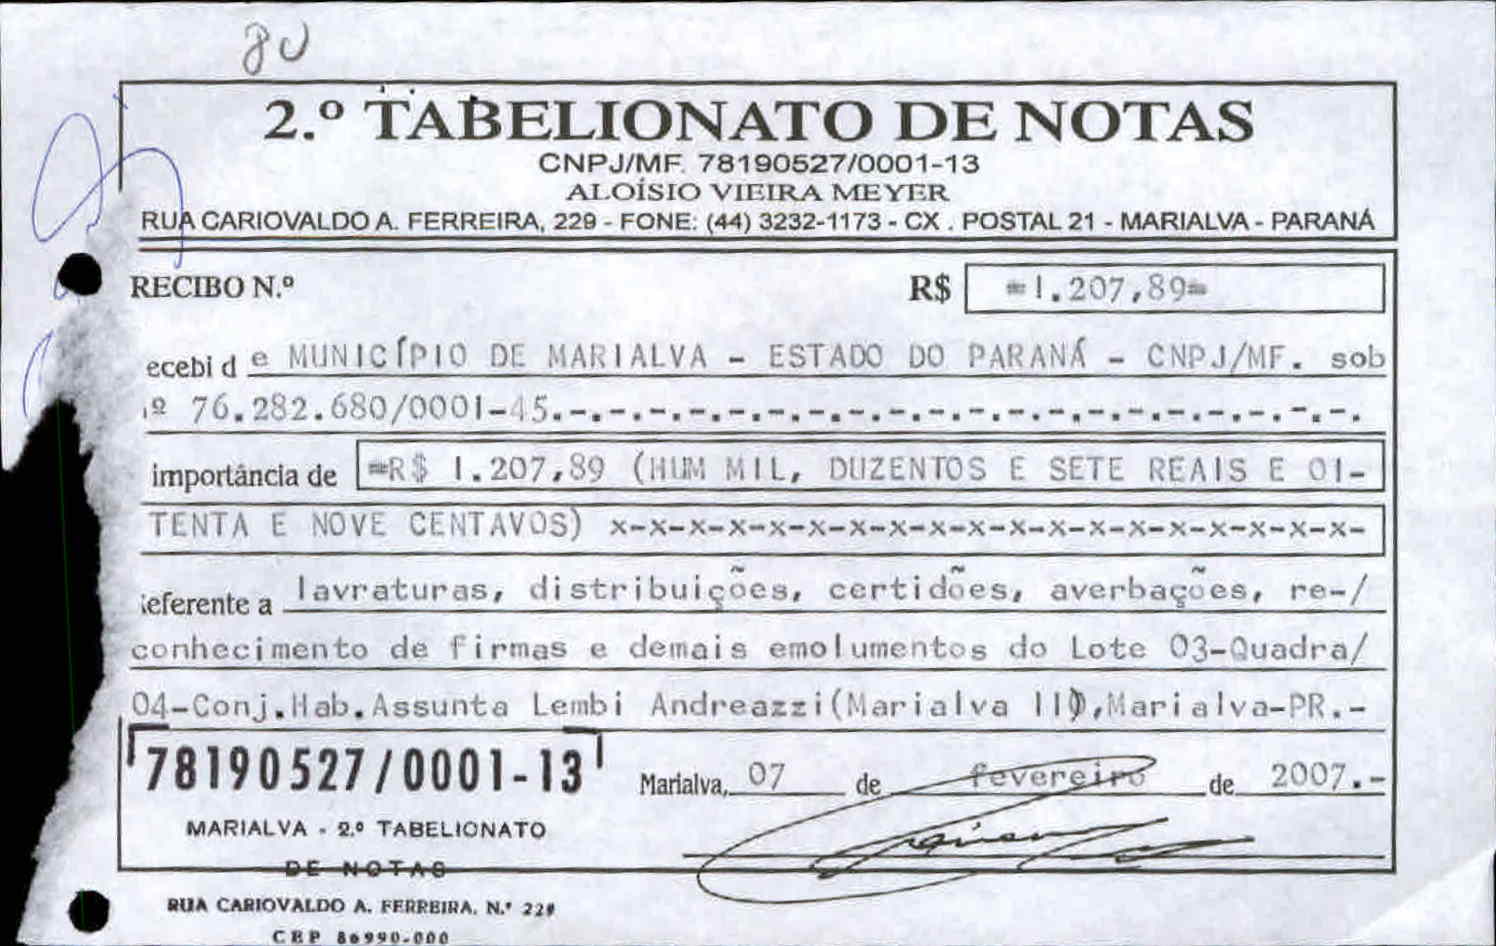 80
2.º TABELIONATO DE NOTAS
CNPJ/MF. 78190527/0001-13
ALOÍSIO VIEIRA MEYER
RUA CARIOVALDO A. FERREIRA, 229 - FONE: (44) 3232-1173 - CX . POSTAL 21 - MARIALVA - PARANÁ
RECIBO N.º R$ =1.207,89=
ecebi d e MUNICÍPIO DE MARIALVA - ESTADO DO PARANÁ - CNPJ/MF. sob
nº 76.282.680/0001-45.-.-.-.-.-.-.-.-.-.-.-.-.-.-.-.-.-.-.-.-.
importância de =R$ 1.207,89 (HUM MIL, DUZENTOS E SETE REAIS E OI-
TENTA E NOVE CENTAVOS) x-x-x-x-x-x-x-x-x-x-x-x-x-x-x-x-x-x-x-
eferente a lavraturas, distribuições, certidões, averbações, re-/
conhecimento de firmas e demais emolumentos do Lote 03-Quadra/
04-Conj.Hab.Assunta Lembi Andreazzi(Marialva II),Marialva-PR.-
78190527/0001-13
Marialva, 07 de fevereiro de 2007.-
MARIALVA - 2.º TABELIONATO
DE NOTAS
RUA CARIOVALDO A. FERREIRA, N.º 229
CEP 86990-000